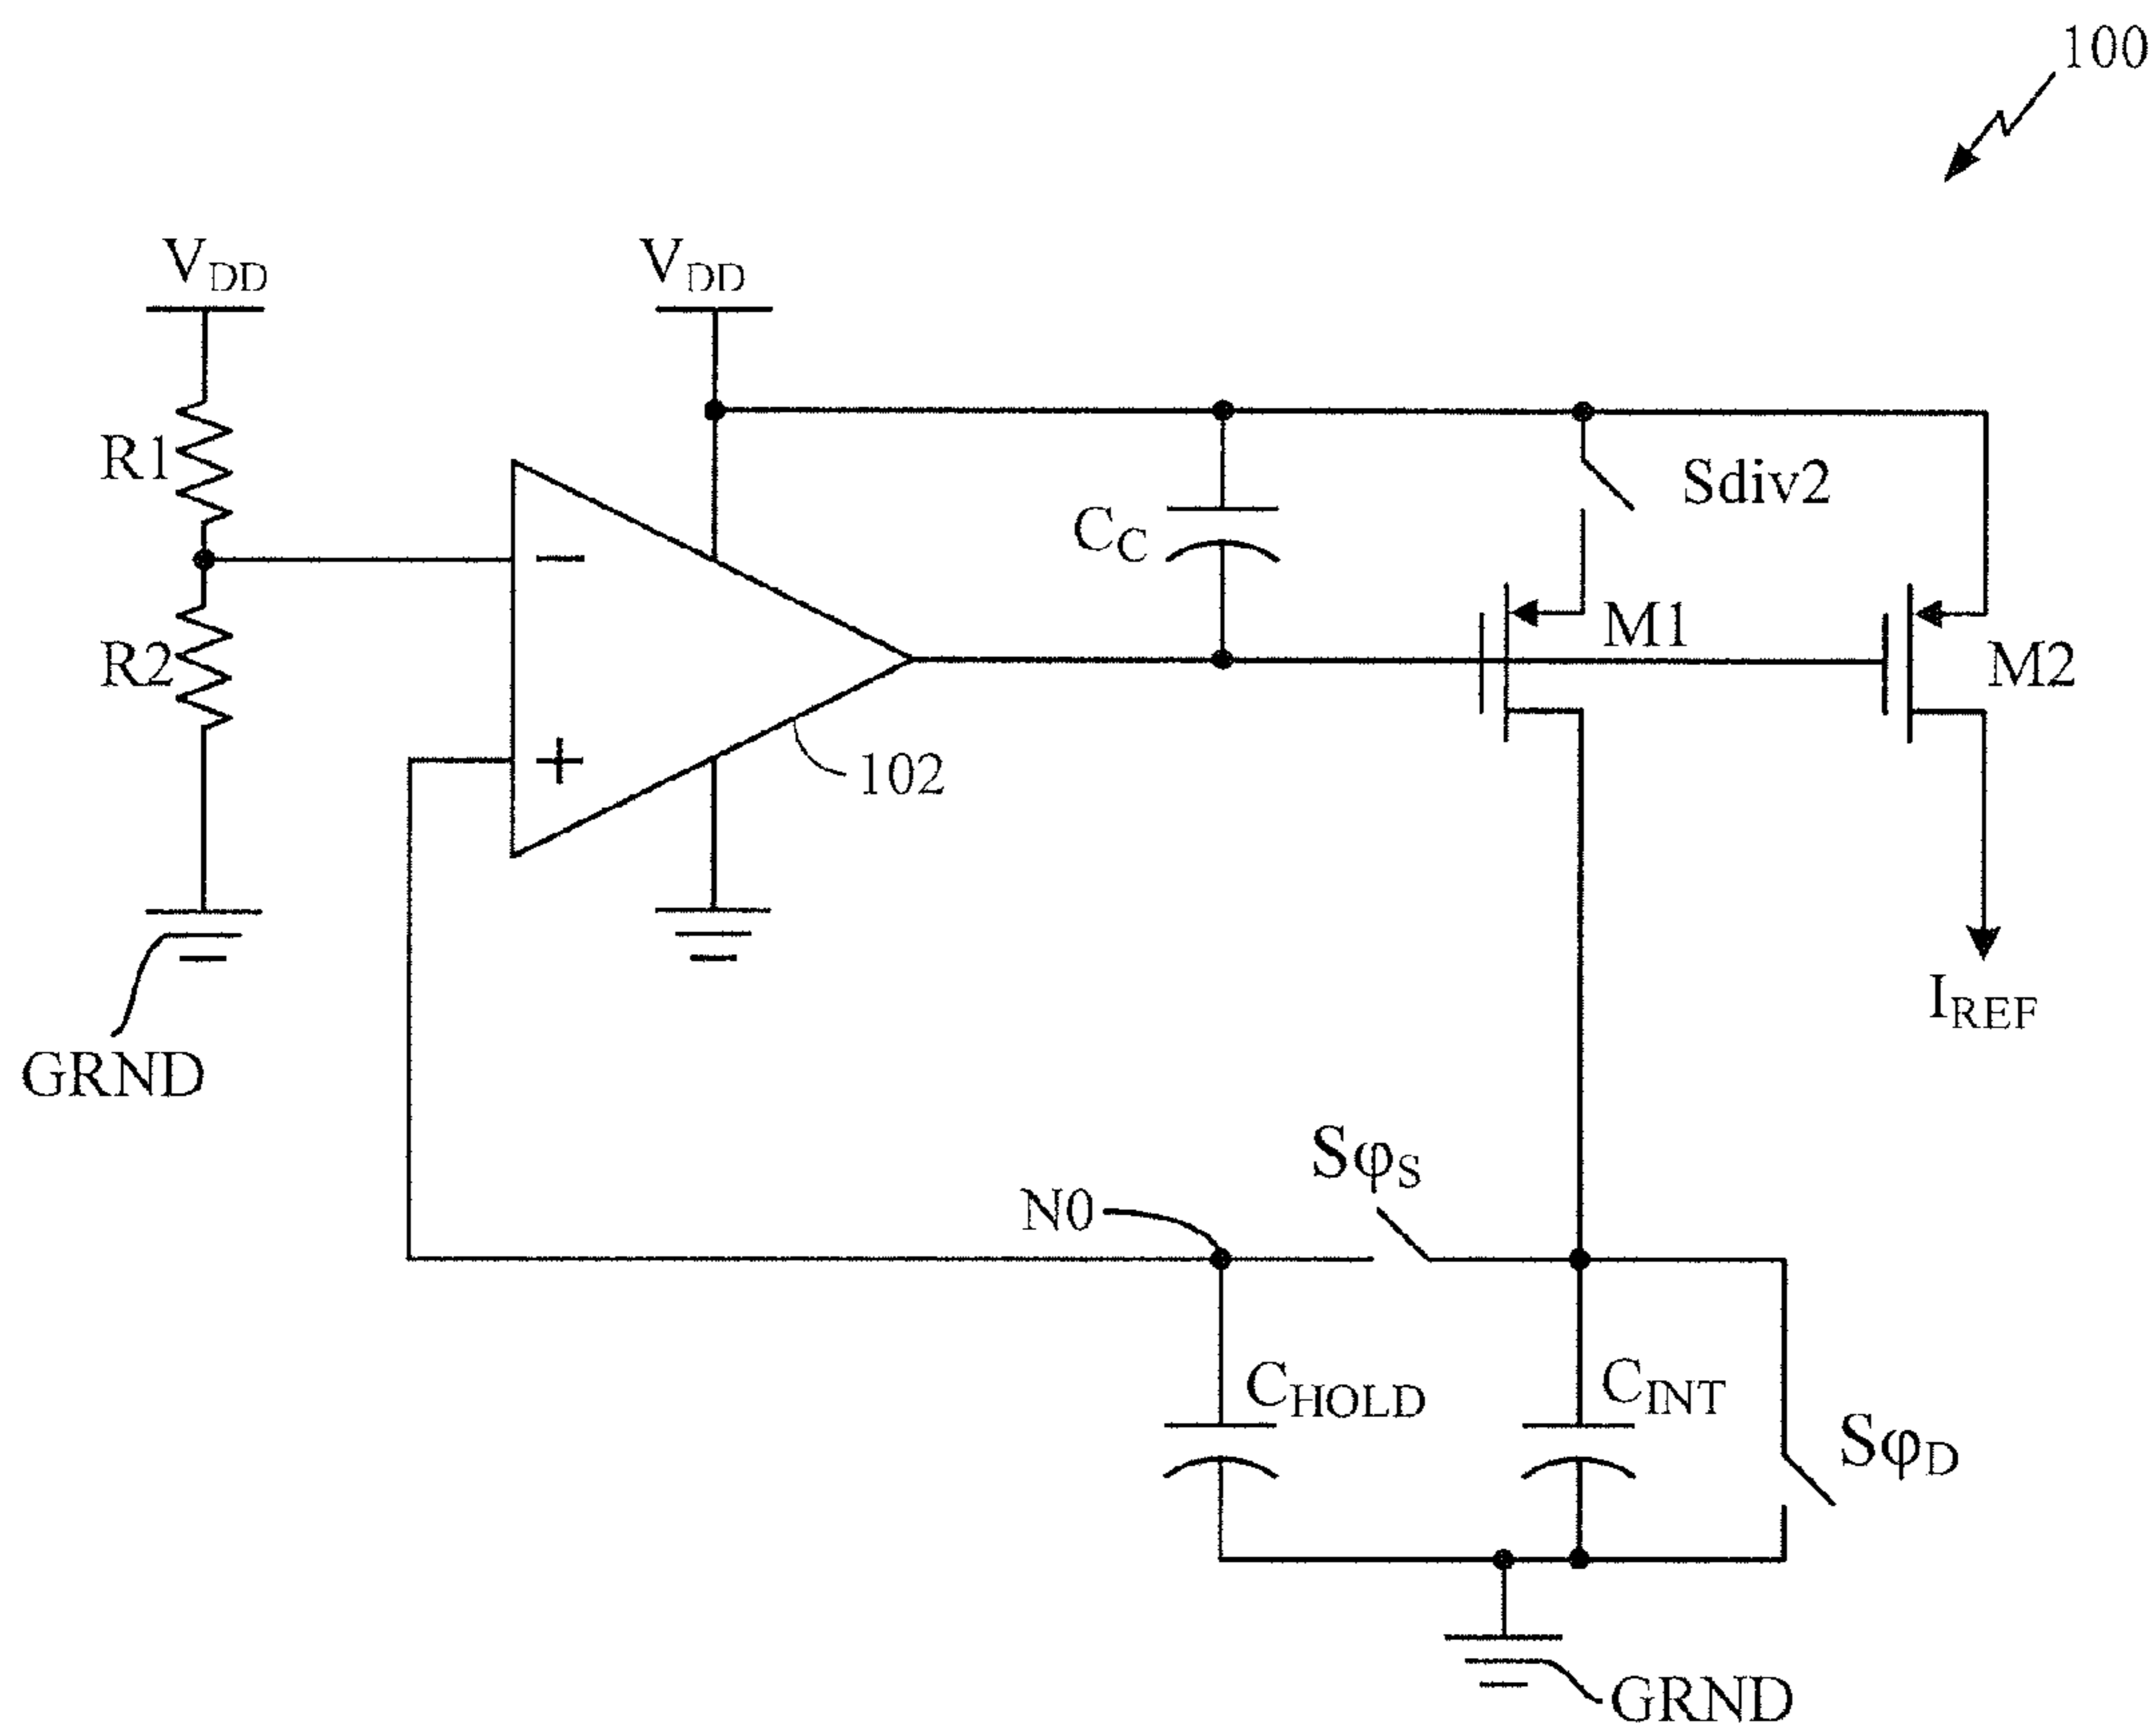 100
VDD
VDD
R1
Sdiv2
CC
M1
R2
M2
−
+
102
IREF
GRND
SφS
N0
CHOLD
CINT
SφD
GRND